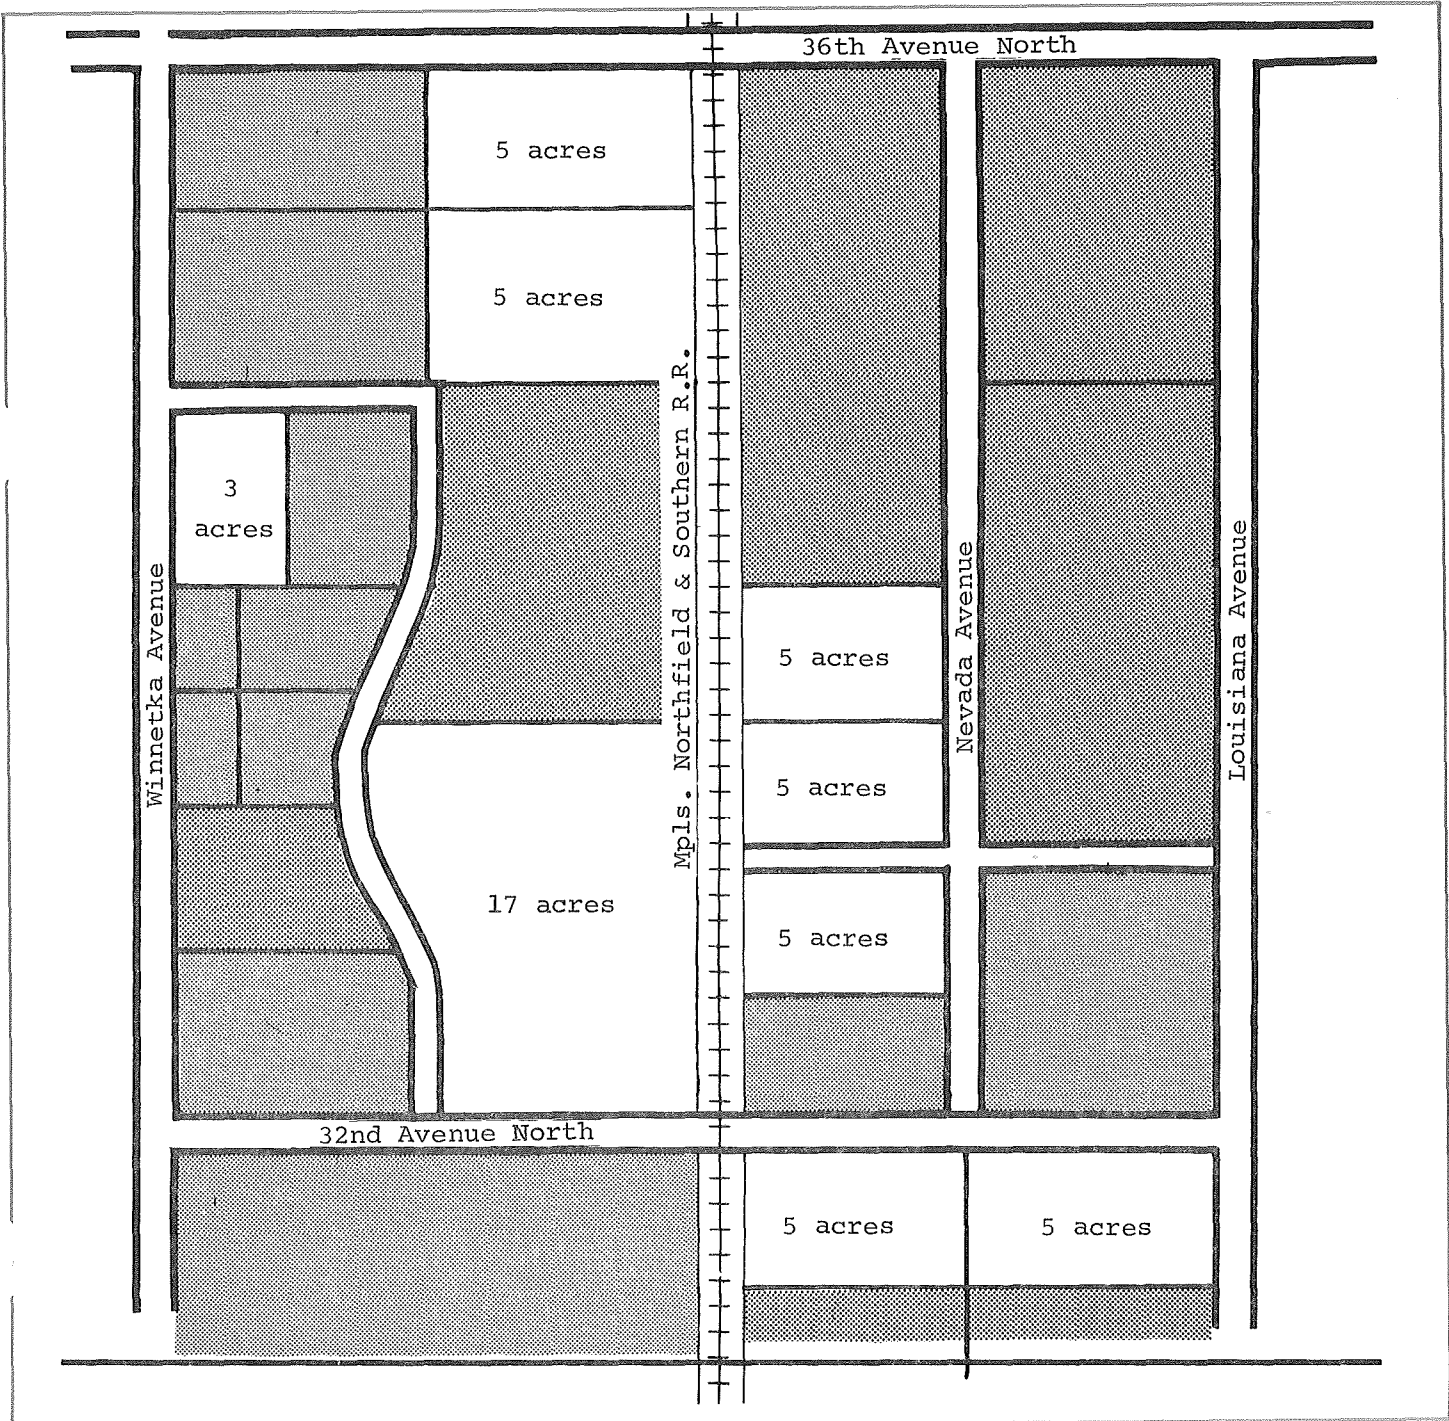 36th Avenue North
5 acres
5 acres
3
acres
Winnetka Avenue
Mpls. Northfield & Southern R.R.
Nevada Avenue
Louisiana Avenue
5 acres
5 acres
17 acres
5 acres
32nd Avenue North
5 acres
5 acres